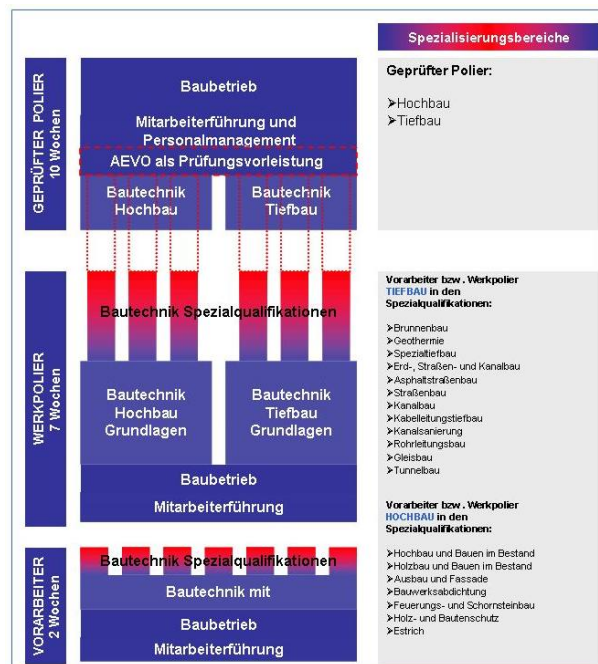 Spezialisierungsbereiche
GEPRÜFTER POLIER
10 Wochen
Baubetrieb
Mitarbeiterführung und
Personalmanagement
AEVO als Prüfungsvorleistung
Bautechnik
Hochbau
Bautechnik
Tiefbau
Geprüfter Polier:
➢Hochbau
➢Tiefbau
WERKPOLIER
7 Wochen
Bautechnik Spezialqualifikationen
Bautechnik
Hochbau
Grundlagen
Bautechnik
Tiefbau
Grundlagen
Baubetrieb
Mitarbeiterführung
Vorarbeiter bzw. Werkpolier
TIEFBAU in den
Spezialqualifikationen:
➢Brunnenbau
➢Geothermie
➢Spezialtiefbau
➢Erd-, Straßen- und Kanalbau
➢Asphaltstraßenbau
➢Straßenbau
➢Kanalbau
➢Kabelleitungstiefbau
➢Kanalsanierung
➢Rohrleitungsbau
➢Gleisbau
➢Tunnelbau
Vorarbeiter bzw. Werkpolier
HOCHBAU in den
Spezialqualifikationen:
➢Hochbau und Bauen im Bestand
➢Holzbau und Bauen im Bestand
➢Ausbau und Fassade
➢Bauwerksabdichtung
➢Feuerungs- und Schornsteinbau
➢Holz- und Bautenschutz
➢Estrich
VORARBEITER
2 Wochen
Bautechnik Spezialqualifikationen
Bautechnik mit
Baubetrieb
Mitarbeiterführung